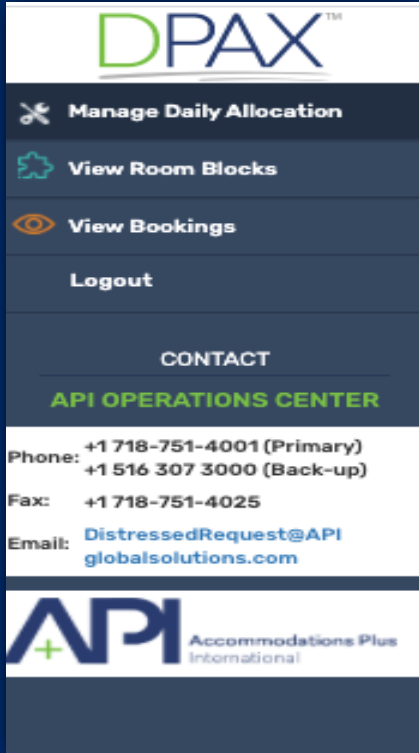 DPAX™
Manage Daily Allocation
View Room Blocks
View Bookings
Logout
CONTACT
API OPERATIONS CENTER
Phone: +1 718-751-4001 (Primary)
+1 516 307 3000 (Back-up)
Fax: +1 718-751-4025
Email: DistressedRequest@API
globalsolutions.com
API Accommodations Plus
International